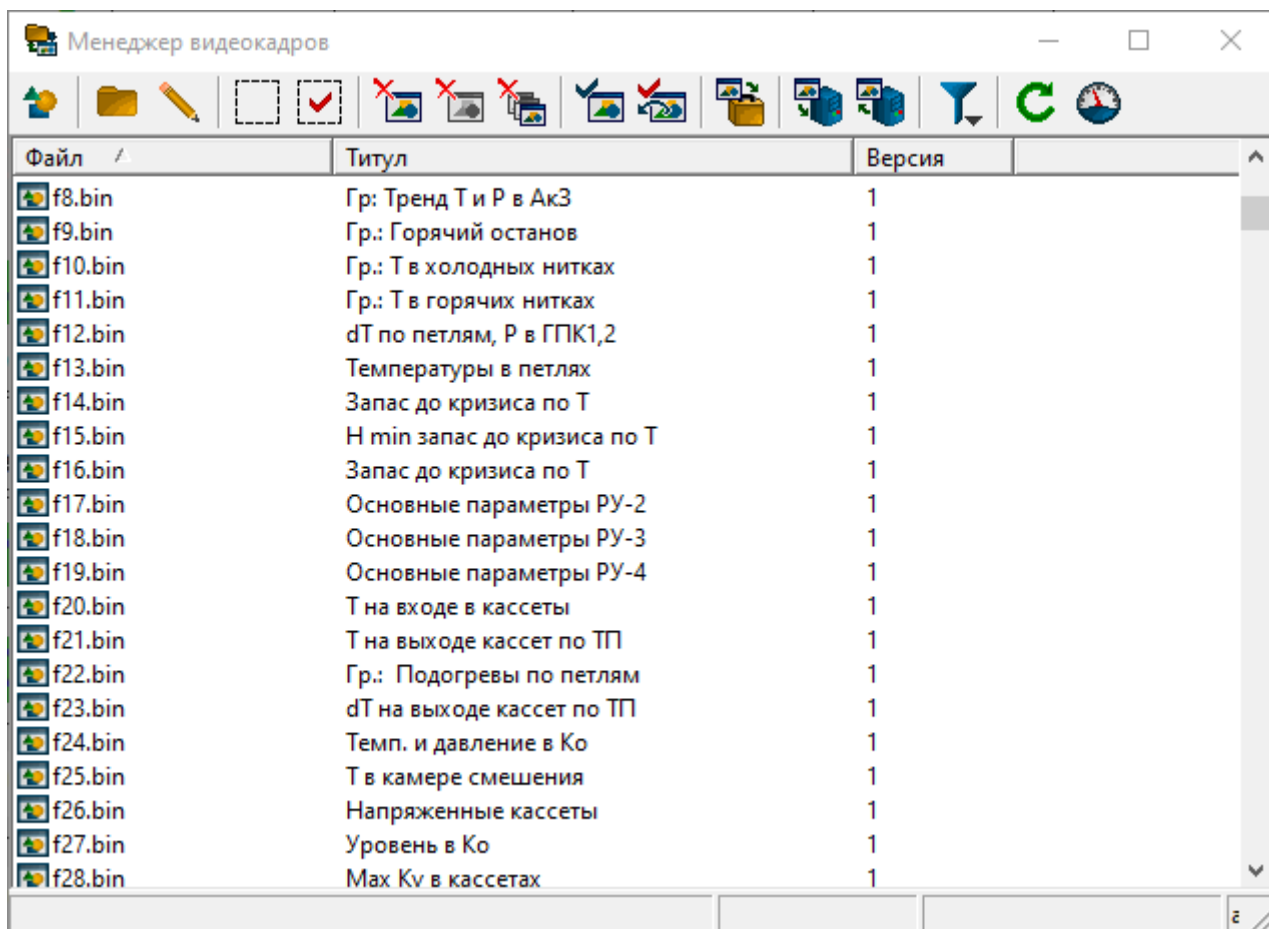 Менеджер видеокадров
Файл Титул Версия
f8.bin Гр: Тренд Т и Р в АкЗ 1
f9.bin Гр.: Горячий останов 1
f10.bin Гр.: Т в холодных нитках 1
f11.bin Гр.: Т в горячих нитках 1
f12.bin dT по петлям, Р в ГПК1,2 1
f13.bin Температуры в петлях 1
f14.bin Запас до кризиса по Т 1
f15.bin H min запас до кризиса по Т 1
f16.bin Запас до кризиса по Т 1
f17.bin Основные параметры РУ-2 1
f18.bin Основные параметры РУ-3 1
f19.bin Основные параметры РУ-4 1
f20.bin Т на входе в кассеты 1
f21.bin Т на выходе кассет по ТП 1
f22.bin Гр.:  Подогревы по петлям 1
f23.bin dT на выходе кассет по ТП 1
f24.bin Темп. и давление в Ко 1
f25.bin Т в камере смешения 1
f26.bin Напряженные кассеты 1
f27.bin Уровень в Ко 1
f28.bin Max Kv в кассетах 1